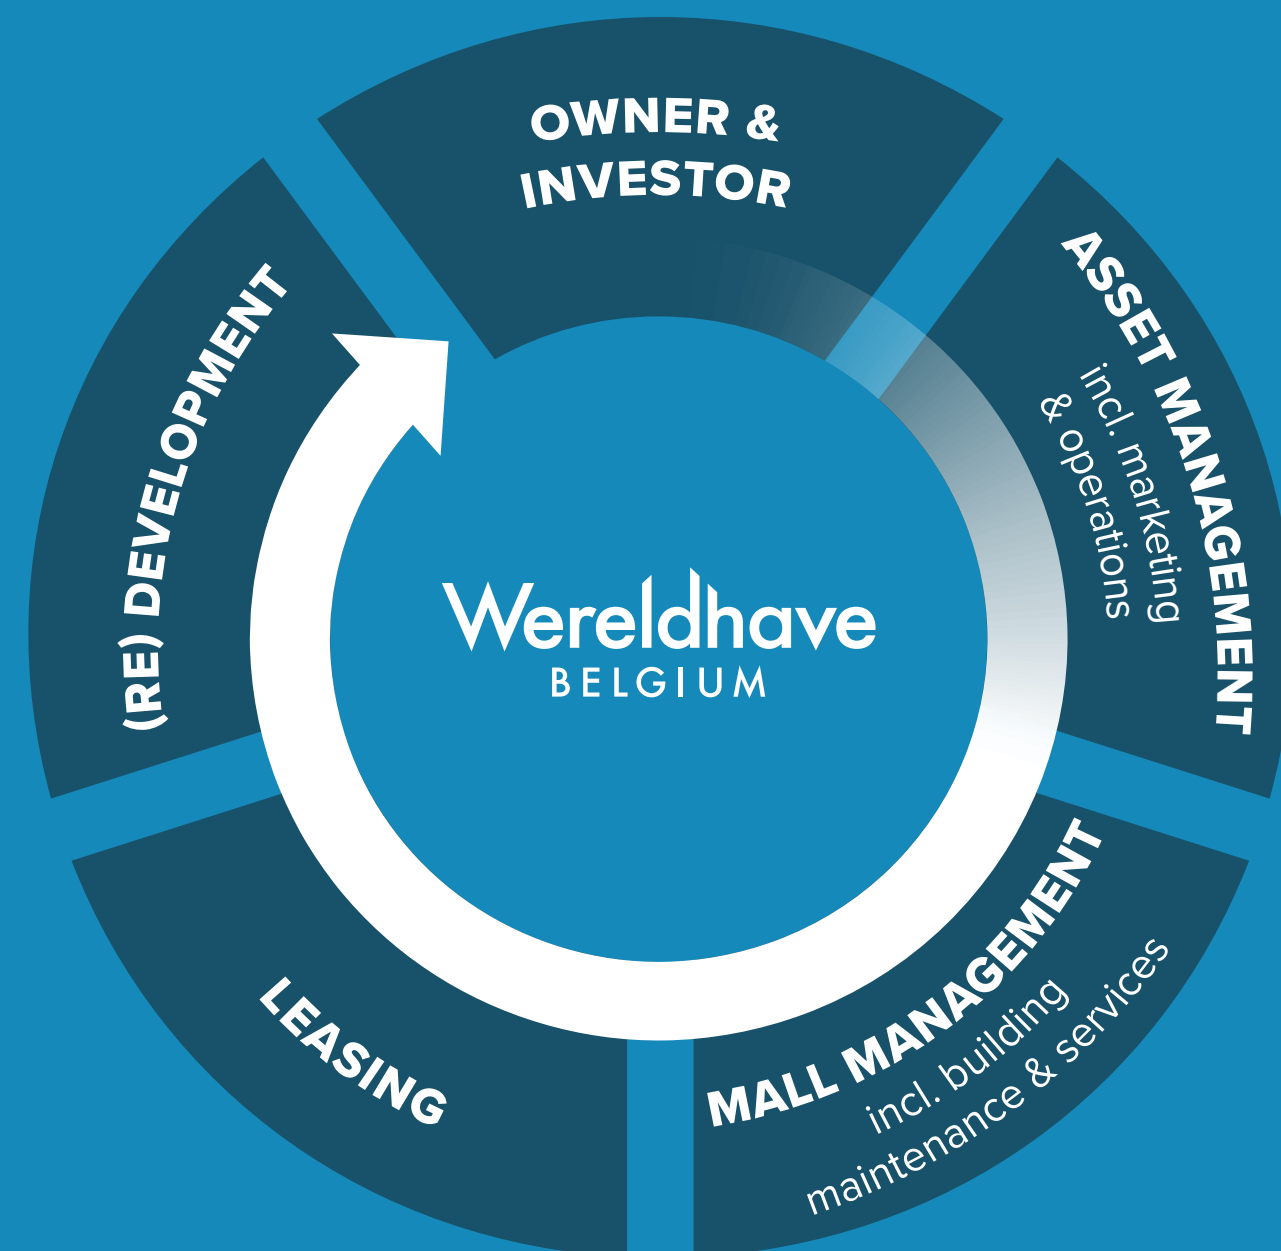 OWNER &
INVESTOR
ASSET MANAGEMENT
incl. marketing
& operations
MALL MANAGEMENT
incl. building
maintenance & services
LEASING
(RE) DEVELOPMENT
Wereldhave
BELGIUM